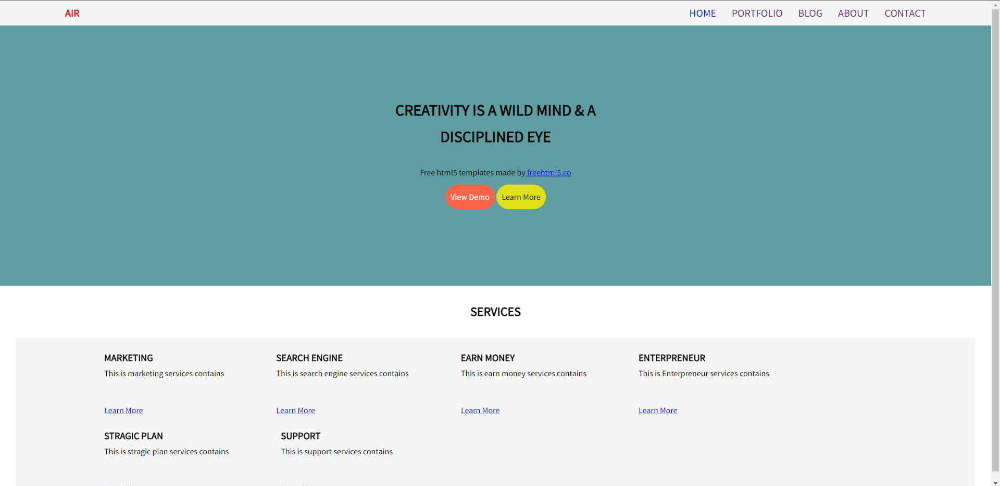 AIR HOME PORTFOLIO BLOG ABOUT CONTACT
CREATIVITY IS A WILD MIND & A
DISCIPLINED EYE
Free html5 templates made by freehtml5.co
View Demo Learn More
SERVICES
MARKETING SEARCH ENGINE EARN MONEY ENTERPRENEUR
This is marketing services contains This is search engine services contains This is earn money services contains This is Enterpreneur services contains
Learn More Learn More Learn More Learn More
STRAGIC PLAN SUPPORT
This is stragic plan services contains This is support services contains